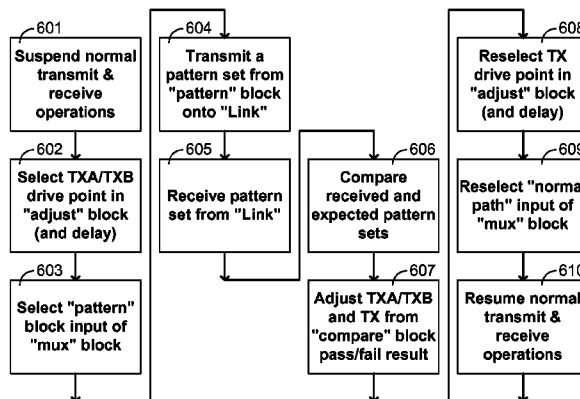 601
Suspend normal
transmit &
receive
operations
602
Select TXA/TXB
drive point in
"adjust" block
(and delay)
603
Select "pattern"
block input of
"mux" block
604
Transmit a
pattern set from
"pattern" block
onto "Link"
605
Receive pattern
set from "Link"
606
Compare
received and
expected pattern
sets
607
Adjust TXA/TXB
and TX from
"compare" block
pass/fail result
608
Reselect TX
drive point in
"adjust" block
(and delay)
609
Reselect "normal
path" input of
"mux" block
610
Resume normal
transmit &
receive
operations